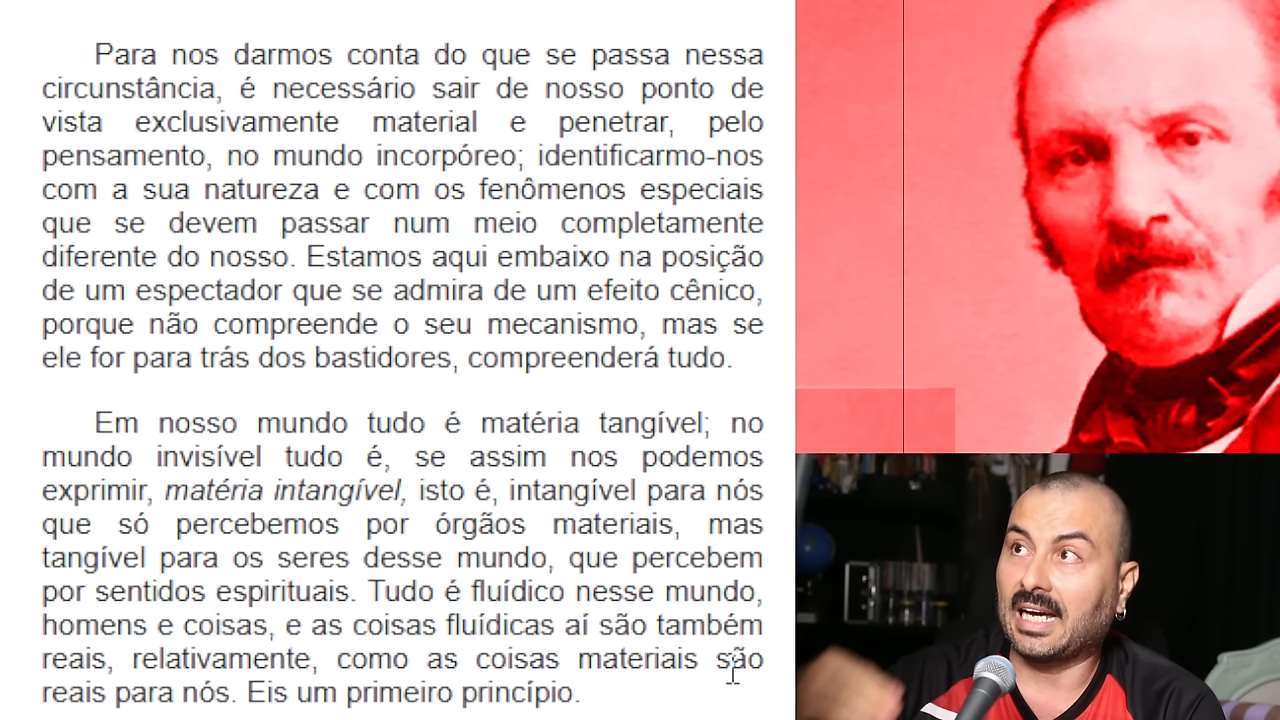 Para nos darmos conta do que se passa nessa
circunstância, é necessário sair de nosso ponto de
vista exclusivamente material e penetrar, pelo
pensamento, no mundo incorpóreo; identificarmo-nos
com a sua natureza e com os fenômenos especiais
que se devem passar num meio completamente
diferente do nosso. Estamos aqui embaixo na posição
de um espectador que se admira de um efeito cênico,
porque não compreende o seu mecanismo, mas se
ele for para trás dos bastidores, compreenderá tudo.
Em nosso mundo tudo é matéria tangível; no
mundo invisível tudo é, se assim nos podemos
exprimir, matéria intangível, isto é, intangível para nós
que só percebemos por órgãos materiais, mas
tangível para os seres desse mundo, que percebem
por sentidos espirituais. Tudo é fluídico nesse mundo,
homens e coisas, e as coisas fluídicas aí são também
reais, relativamente, como as coisas materiais são
reais para nós. Eis um primeiro princípio.